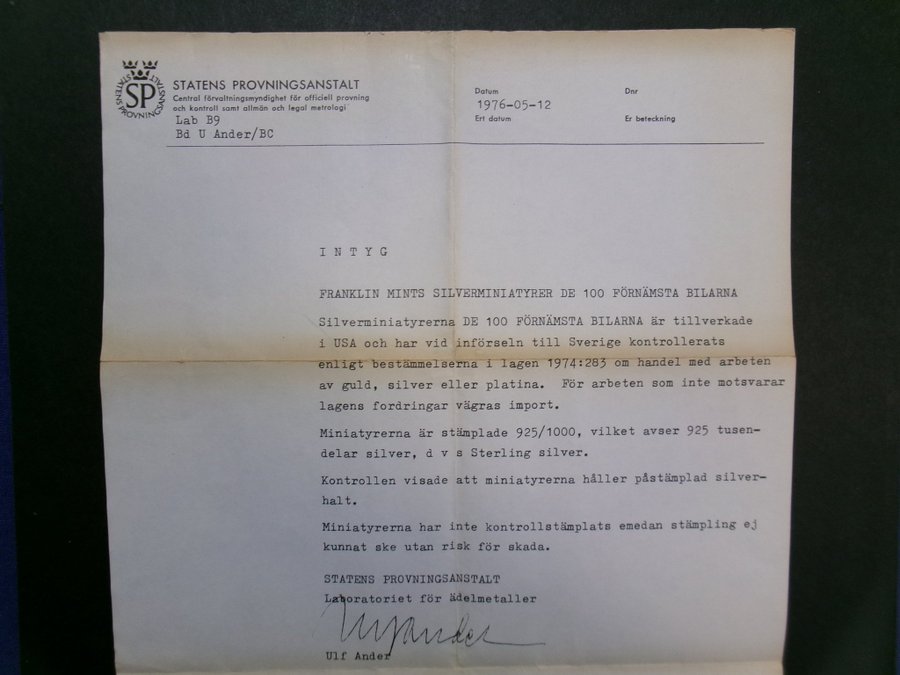 STATENS PROVNINGSANSTALT
SP
STATENS PROVNINGSANSTALT
Central förvaltningsmyndighet för officiell provning
och kontroll samt allmän och legal metrologi
Lab B9
Bd U Ander/BC
Datum
1976-05-12
Ert datum
Dnr
Er beteckning
I N T Y G
FRANKLIN MINTS SILVERMINIATYRER DE 100 FÖRNÄMSTA BILARNA
Silverminiatyrerna DE 100 FÖRNÄMSTA BILARNA är tillverkade
i USA och har vid införseln till Sverige kontrollerats
enligt bestämmelserna i lagen 1974:283 om handel med arbeten
av guld, silver eller platina. För arbeten som inte motsvarar
lagens fordringar vägras import.
Miniatyrerna är stämplade 925/1000, vilket avser 925 tusen-
delar silver, d v s Sterling silver.
Kontrollen visade att miniatyrerna håller påstämplad silver-
halt.
Miniatyrerna har inte kontrollstämplats emedan stämpling ej
kunnat ske utan risk för skada.
STATENS PROVNINGSANSTALT
Laboratoriet för ädelmetaller
Ulf Ander
Ulf Ander